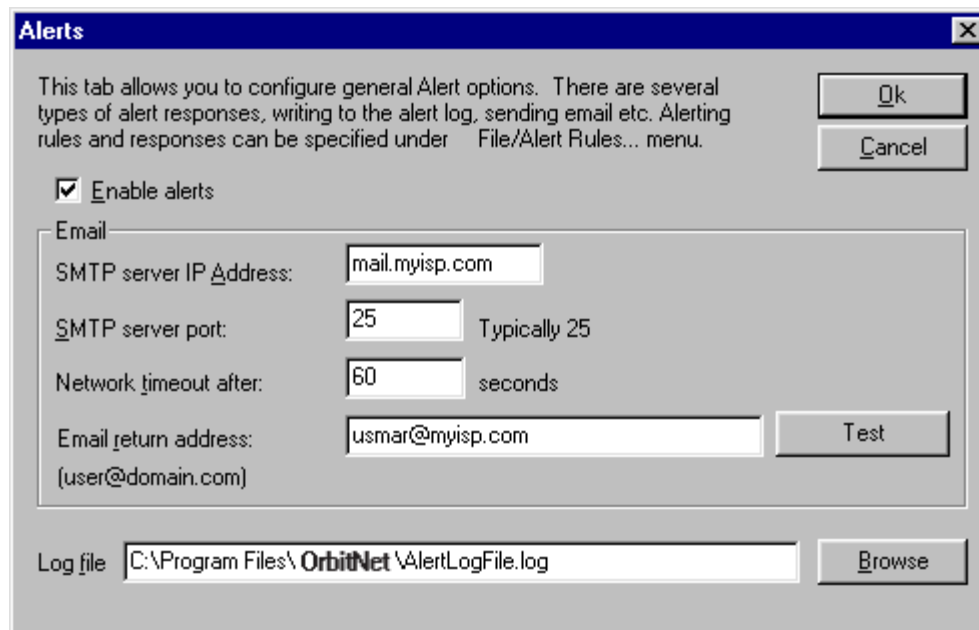 Alerts
This tab allows you to configure general Alert options. There are several
types of alert responses, writing to the alert log, sending email etc. Alerting
rules and responses can be specified under File/Alert Rules... menu.
Ok
Cancel
Enable alerts
Email
SMTP server IP Address: mail.myisp.com
SMTP server port: 25 Typically 25
Network timeout after: 60 seconds
Email return address: usmar@myisp.com Test
(user@domain.com)
Log file C:\Program Files\ OrbitNet \AlertLogFile.log Browse